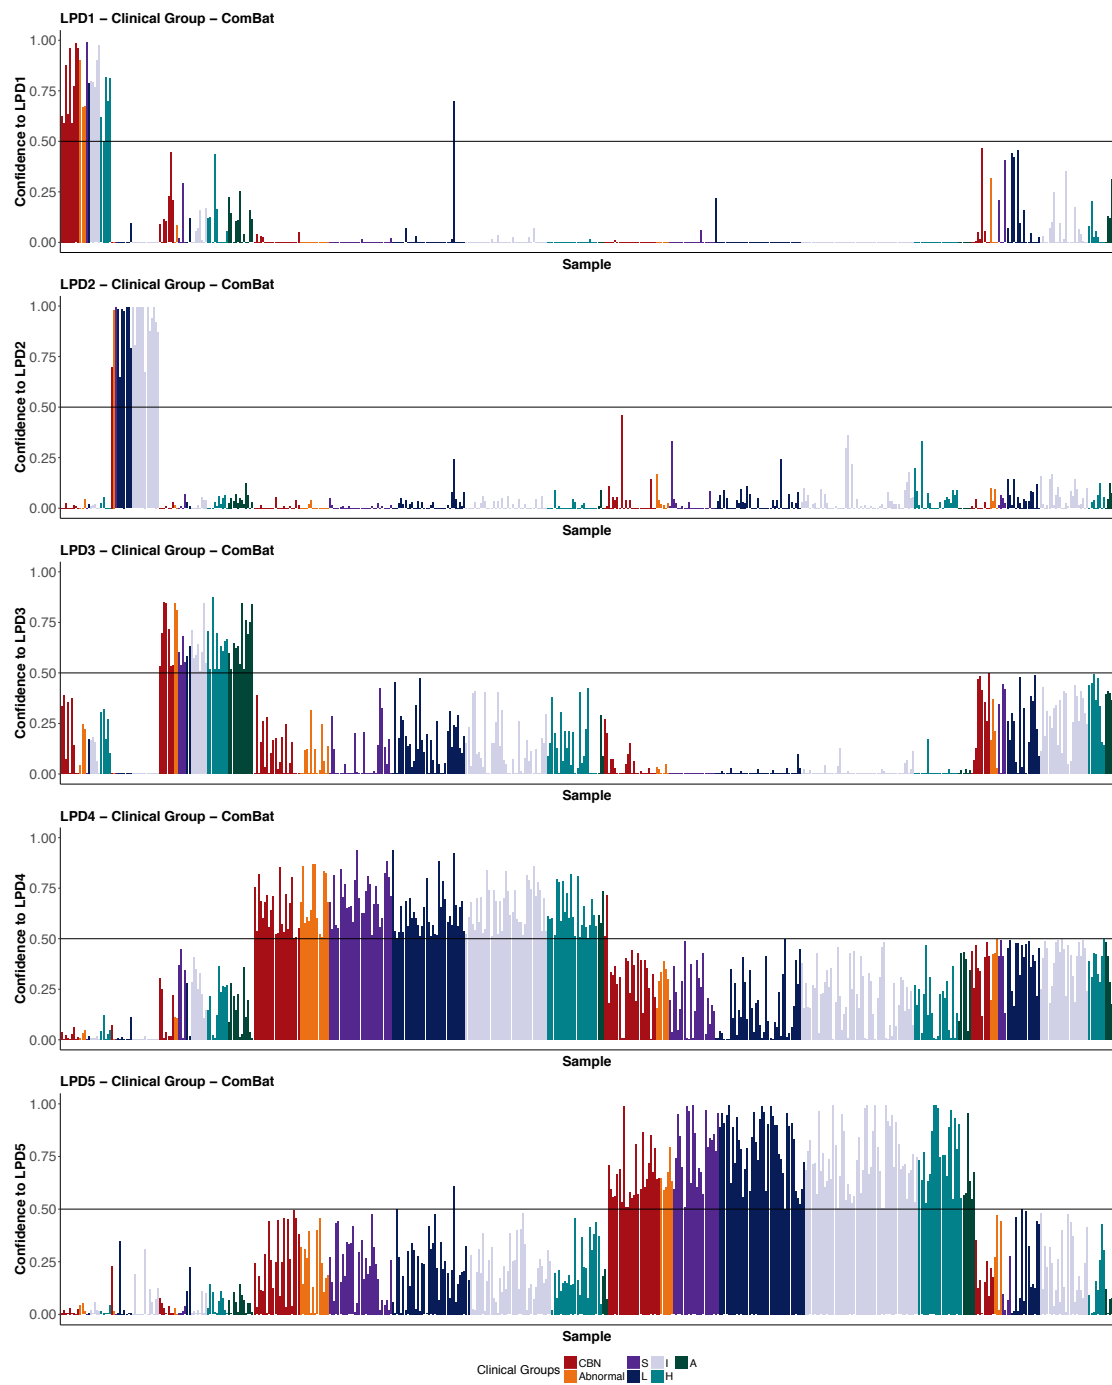 LPD1 – Clinical Group – ComBat
Confidence to LPD1
1.00
0.75
0.50
0.25
0.00
Sample
LPD2 – Clinical Group – ComBat
Confidence to LPD2
1.00
0.75
0.50
0.25
0.00
Sample
LPD3 – Clinical Group – ComBat
Confidence to LPD3
1.00
0.75
0.50
0.25
0.00
Sample
LPD4 – Clinical Group – ComBat
Confidence to LPD4
1.00
0.75
0.50
0.25
0.00
Sample
LPD5 – Clinical Group – ComBat
Confidence to LPD5
1.00
0.75
0.50
0.25
0.00
Sample
Clinical Groups
CBN S I A
Abnormal L H